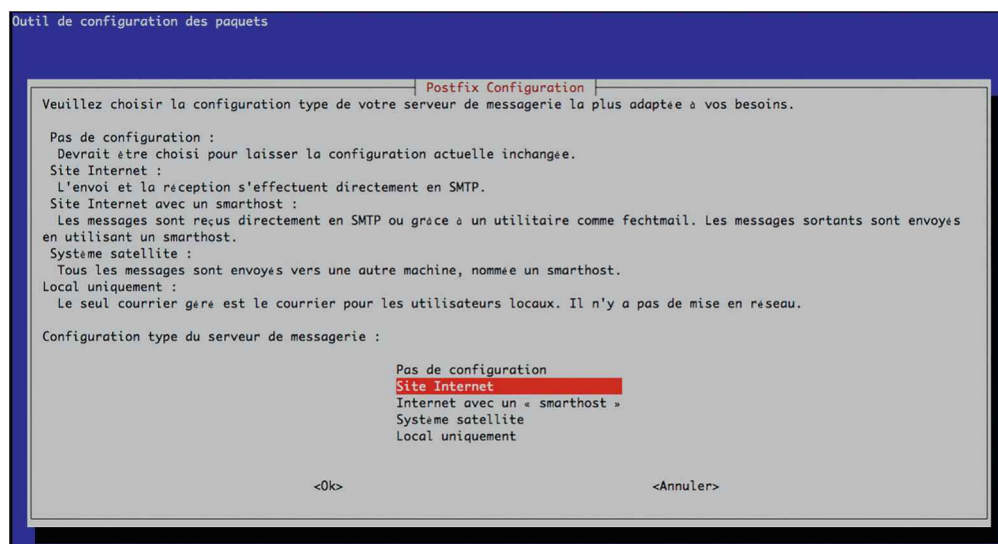 Outil de configuration des paquets
Postfix Configuration
Veuillez choisir la configuration type de votre serveur de messagerie la plus adaptée à vos besoins.
Pas de configuration :
Devrait être choisi pour laisser la configuration actuelle inchangée.
Site Internet :
L'envoi et la réception s'effectuent directement en SMTP.
Site Internet avec un smarthost :
Les messages sont reçus directement en SMTP ou grâce à un utilitaire comme fechtmail. Les messages sortants sont envoyés
en utilisant un smarthost.
Système satellite :
Tous les messages sont envoyés vers une autre machine, nommée un smarthost.
Local uniquement :
Le seul courrier géré est le courrier pour les utilisateurs locaux. Il n'y a pas de mise en réseau.
Configuration type du serveur de messagerie :
Pas de configuration
Site Internet
Internet avec un « smarthost »
Système satellite
Local uniquement
<Ok> <Annuler>